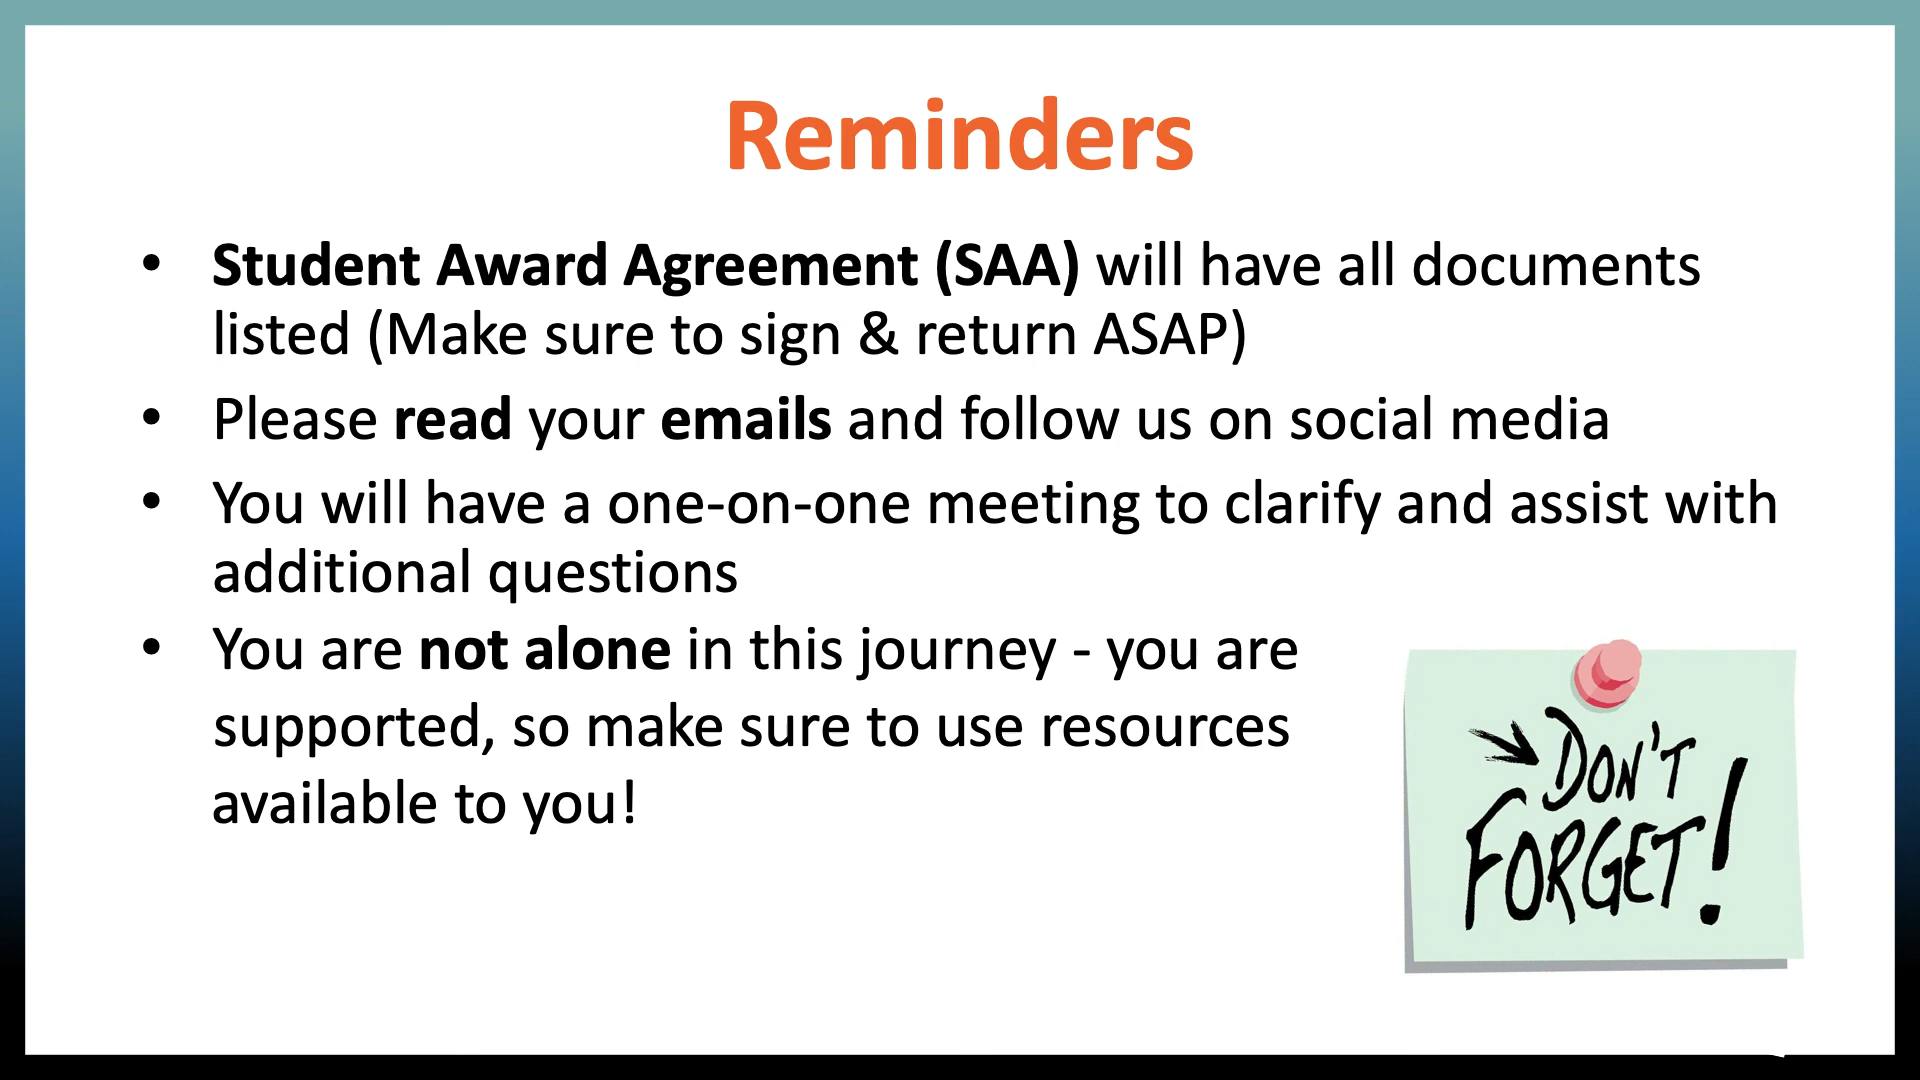 Reminders
• Student Award Agreement (SAA) will have all documents
listed (Make sure to sign & return ASAP)
• Please read your emails and follow us on social media
• You will have a one-on-one meeting to clarify and assist with
additional questions
• You are not alone in this journey - you are
supported, so make sure to use resources
available to you!
DON'T
FORGET!